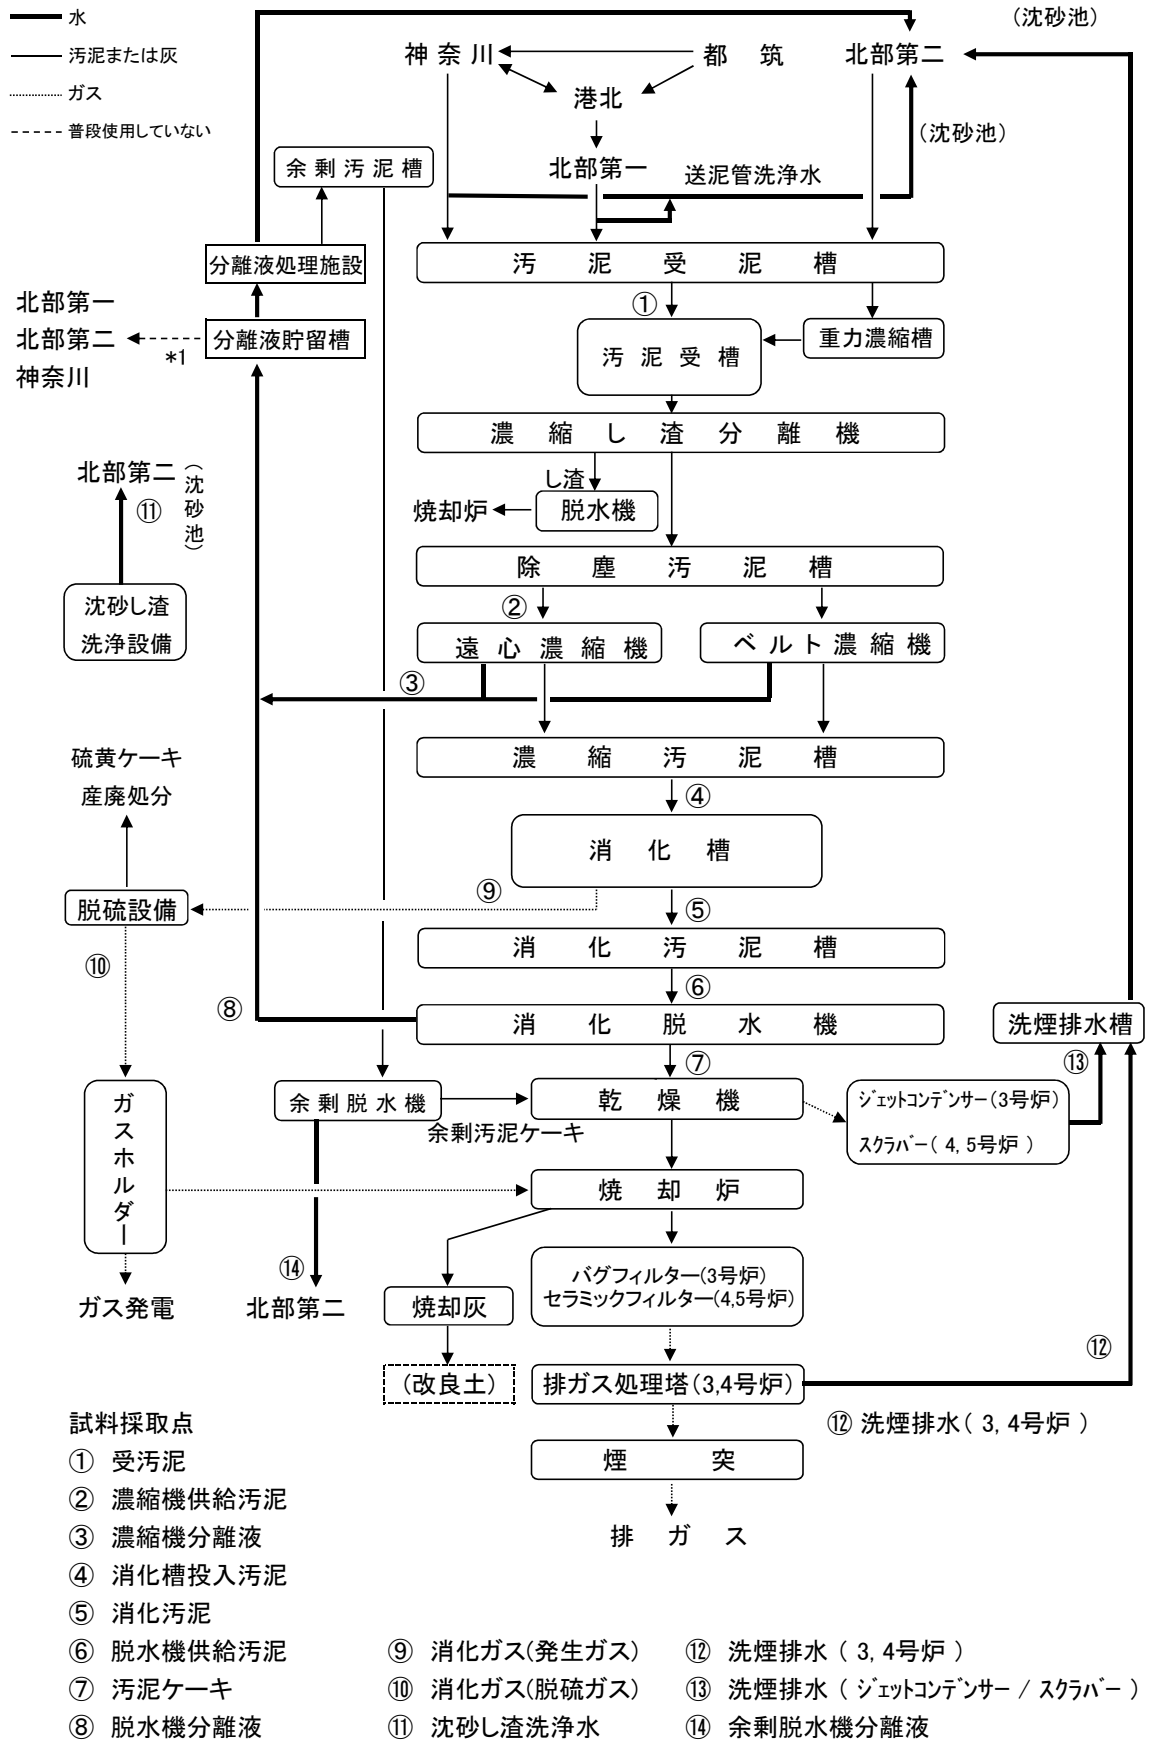 水
汚泥または灰
ガス
普段使用していない
(沈砂池)
神奈川
都筑
北部第二
港北
(沈砂池)
北部第一
送泥管洗浄水
余剰汚泥槽
汚泥受泥槽
分離液処理施設
①
北部第一
北部第二
神奈川
*1
分離液貯留槽
汚泥受槽
重力濃縮槽
濃縮し渣分離機
北部第二
(沈砂池)
⑪
し渣
焼却炉
脱水機
除塵汚泥槽
沈砂し渣
洗浄設備
②
遠心濃縮機
ベルト濃縮機
③
濃縮汚泥槽
硫黄ケーキ
産廃処分
④
消化槽
⑨
脱硫設備
⑤
⑩
消化汚泥槽
⑥
⑧
消化脱水機
洗煙排水槽
⑦
⑬
ガスホルダー
余剰脱水機
乾燥機
余剰汚泥ケーキ
ジェットコンデンサー(3号炉)
スクラバー(4,5号炉)
焼却炉
⑭
バグフィルター(3号炉)
セラミックフィルター(4,5号炉)
ガス発電
北部第二
焼却灰
⑫
(改良土)
排ガス処理塔(3,4号炉)
⑫ 洗煙排水(3,4号炉)
煙突
排ガス
試料採取点
① 受汚泥
② 濃縮機供給汚泥
③ 濃縮機分離液
④ 消化槽投入汚泥
⑤ 消化汚泥
⑥ 脱水機供給汚泥
⑦ 汚泥ケーキ
⑧ 脱水機分離液
⑨ 消化ガス(発生ガス)
⑩ 消化ガス(脱硫ガス)
⑪ 沈砂し渣洗浄水
⑫ 洗煙排水(3,4号炉)
⑬ 洗煙排水(ジェットコンデンサー/スクラバー)
⑭ 余剰脱水機分離液